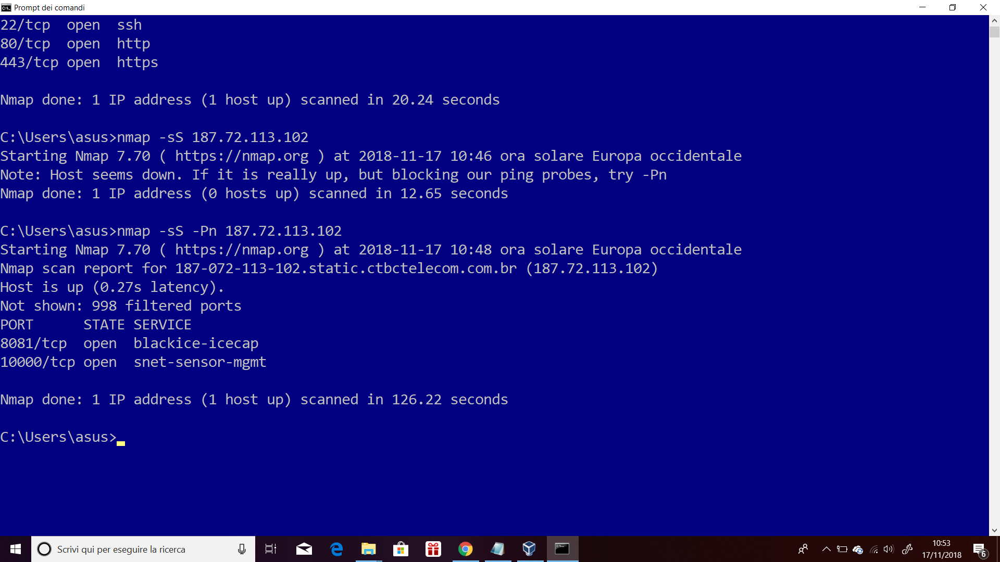 Prompt dei comandi
22/tcp  open  ssh
80/tcp  open  http
443/tcp open  https
Nmap done: 1 IP address (1 host up) scanned in 20.24 seconds
C:\Users\asus>nmap -sS 187.72.113.102
Starting Nmap 7.70 ( https://nmap.org ) at 2018-11-17 10:46 ora solare Europa occidentale
Note: Host seems down. If it is really up, but blocking our ping probes, try -Pn
Nmap done: 1 IP address (0 hosts up) scanned in 12.65 seconds
C:\Users\asus>nmap -sS -Pn 187.72.113.102
Starting Nmap 7.70 ( https://nmap.org ) at 2018-11-17 10:48 ora solare Europa occidentale
Nmap scan report for 187-072-113-102.static.ctbctelecom.com.br (187.72.113.102)
Host is up (0.27s latency).
Not shown: 998 filtered ports
PORT      STATE SERVICE
8081/tcp  open  blackice-icecap
10000/tcp open  snet-sensor-mgmt
Nmap done: 1 IP address (1 host up) scanned in 126.22 seconds
C:\Users\asus>
Scrivi qui per eseguire la ricerca
10:53
17/11/2018
6